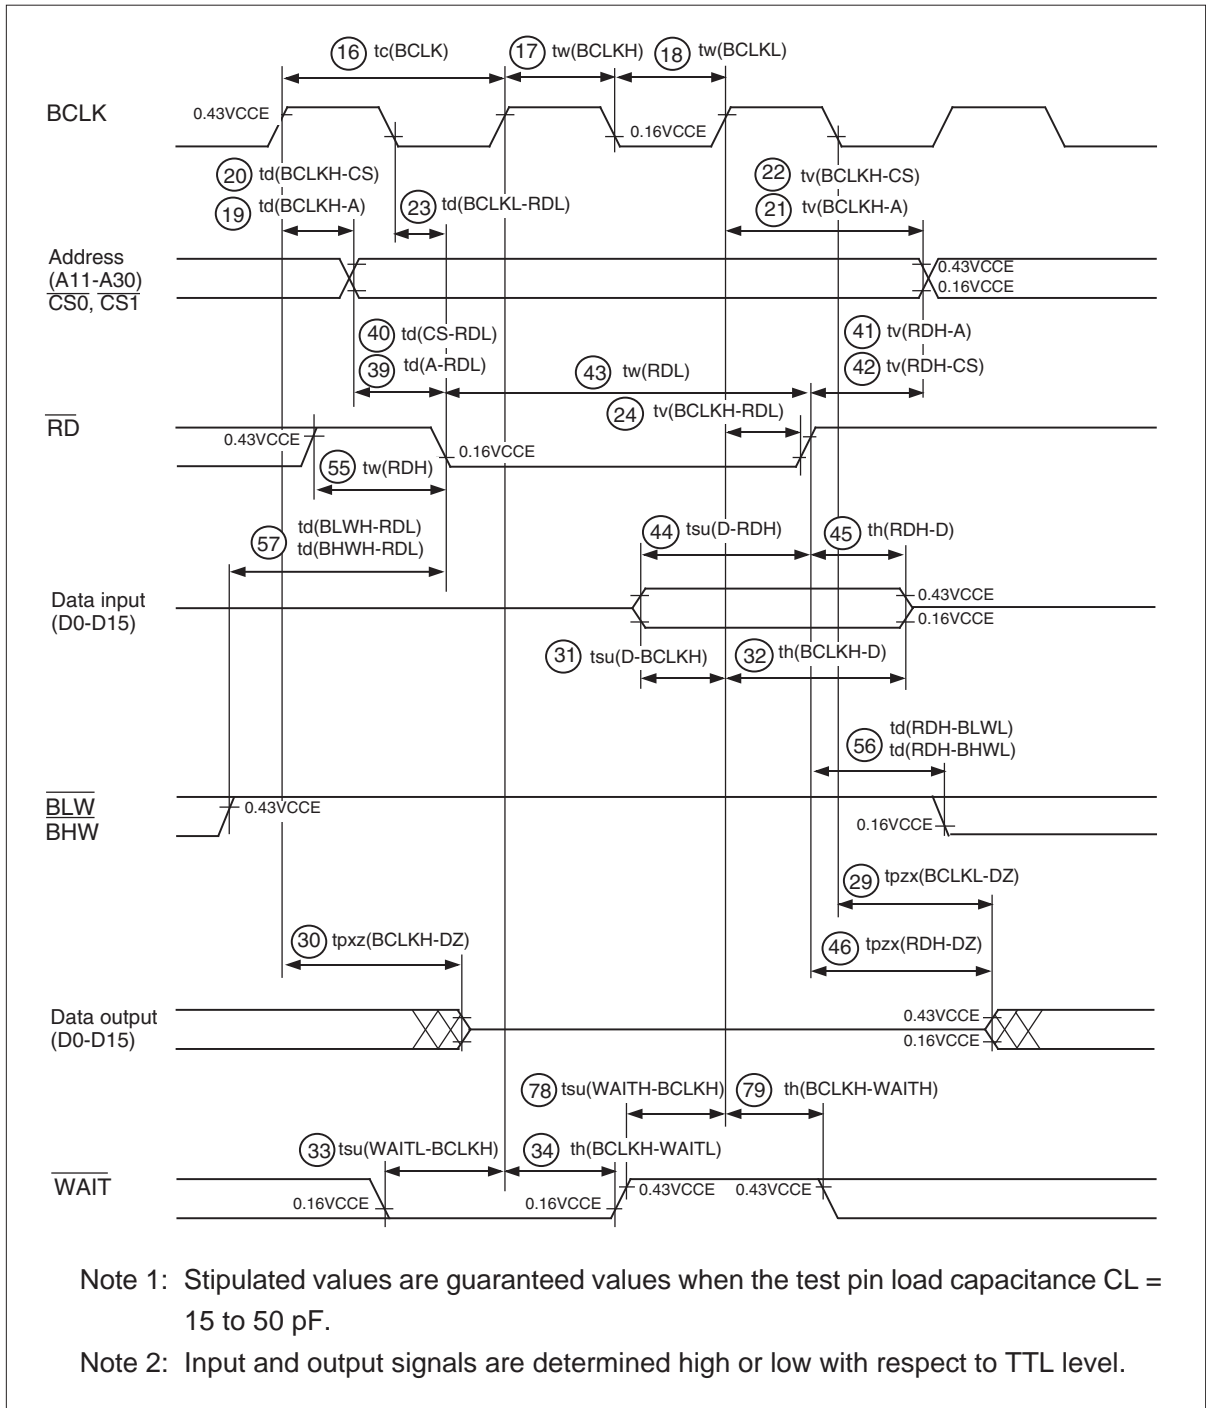 16 tc(BCLK) 17 tw(BCLKH) 18 tw(BCLKL)
BCLK 0.43VCCE 0.16VCCE
20 td(BCLKH-CS) 22 tv(BCLKH-CS)
19 td(BCLKH-A) 23 td(BCLKL-RDL) 21 tv(BCLKH-A)
Address
(A11-A30)
CS0, CS1
0.43VCCE
0.16VCCE
40 td(CS-RDL) 41 tv(RDH-A)
39 td(A-RDL) 43 tw(RDL) 42 tv(RDH-CS)
24 tv(BCLKH-RDL)
RD 0.43VCCE 0.16VCCE
55 tw(RDH)
57 td(BLWH-RDL)
td(BHWH-RDL)
44 tsu(D-RDH) 45 th(RDH-D)
Data input
(D0-D15)
0.43VCCE
0.16VCCE
31 tsu(D-BCLKH) 32 th(BCLKH-D)
56 td(RDH-BLWL)
td(RDH-BHWL)
BLW
BHW
0.43VCCE
0.16VCCE
29 tpzx(BCLKL-DZ)
30 tpxz(BCLKH-DZ) 46 tpzx(RDH-DZ)
Data output
(D0-D15)
0.43VCCE
0.16VCCE
78 tsu(WAITH-BCLKH) 79 th(BCLKH-WAITH)
33 tsu(WAITL-BCLKH) 34 th(BCLKH-WAITL)
WAIT 0.16VCCE 0.16VCCE 0.43VCCE 0.43VCCE
Note 1: Stipulated values are guaranteed values when the test pin load capacitance CL =
15 to 50 pF.
Note 2: Input and output signals are determined high or low with respect to TTL level.